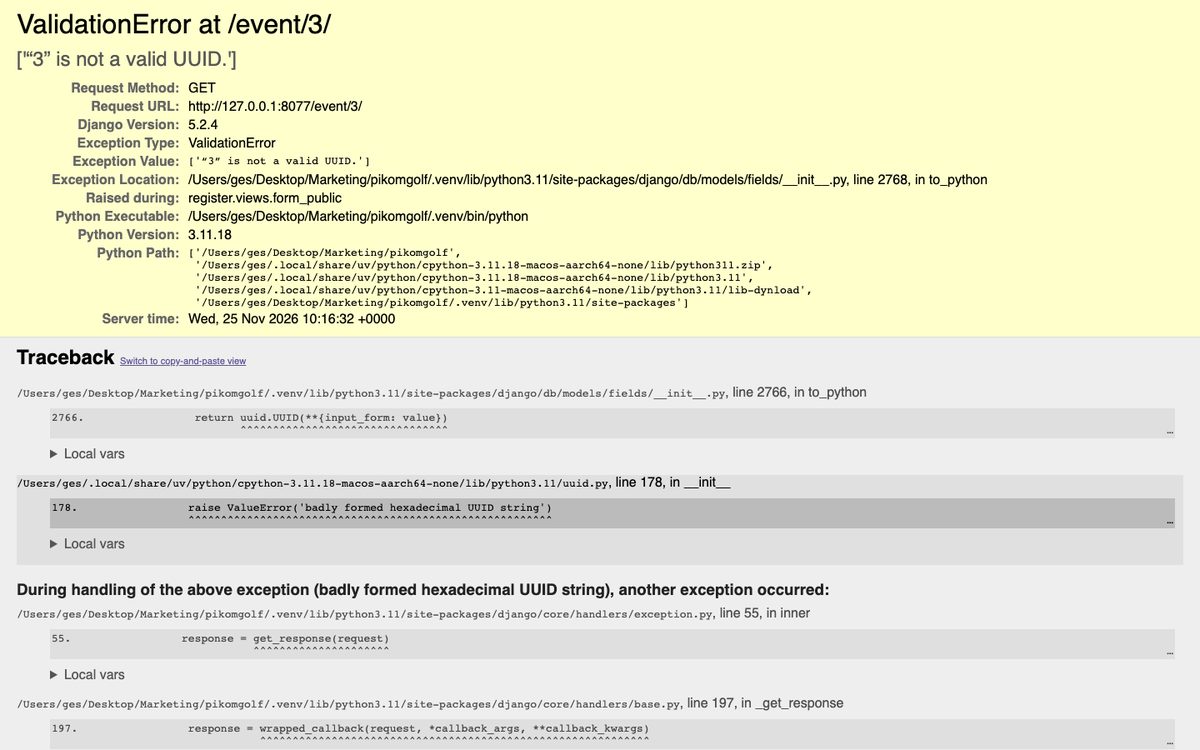 ValidationError at /event/3/
['“3” is not a valid UUID.']
Request Method: GET
Request URL: http://127.0.0.1:8077/event/3/
Django Version: 5.2.4
Exception Type: ValidationError
Exception Value: ['“3” is not a valid UUID.']
Exception Location: /Users/ges/Desktop/Marketing/pikomgolf/.venv/lib/python3.11/site-packages/django/db/models/fields/__init__.py, line 2768, in to_python
Raised during: register.views.form_public
Python Executable: /Users/ges/Desktop/Marketing/pikomgolf/.venv/bin/python
Python Version: 3.11.18
Python Path: ['/Users/ges/Desktop/Marketing/pikomgolf',
'/Users/ges/.local/share/uv/python/cpython-3.11.18-macos-aarch64-none/lib/python311.zip',
'/Users/ges/.local/share/uv/python/cpython-3.11.18-macos-aarch64-none/lib/python3.11',
'/Users/ges/.local/share/uv/python/cpython-3.11-macos-aarch64-none/lib/python3.11/lib-dynload',
'/Users/ges/Desktop/Marketing/pikomgolf/.venv/lib/python3.11/site-packages']
Server time: Wed, 25 Nov 2026 10:16:32 +0000
Traceback Switch to copy-and-paste view
/Users/ges/Desktop/Marketing/pikomgolf/.venv/lib/python3.11/site-packages/django/db/models/fields/__init__.py, line 2766, in to_python
2766. return uuid.UUID(**{input_form: value})
^^^^^^^^^^^^^^^^^^^^^^^^^^^^^^^^ …
▶ Local vars
/Users/ges/.local/share/uv/python/cpython-3.11.18-macos-aarch64-none/lib/python3.11/uuid.py, line 178, in __init__
178. raise ValueError('badly formed hexadecimal UUID string')
^^^^^^^^^^^^^^^^^^^^^^^^^^^^^^^^^^^^^^^^^^^^^^^^^^^^^^^^ …
▶ Local vars
During handling of the above exception (badly formed hexadecimal UUID string), another exception occurred:
/Users/ges/Desktop/Marketing/pikomgolf/.venv/lib/python3.11/site-packages/django/core/handlers/exception.py, line 55, in inner
55. response = get_response(request)
^^^^^^^^^^^^^^^^^^^^^ …
▶ Local vars
/Users/ges/Desktop/Marketing/pikomgolf/.venv/lib/python3.11/site-packages/django/core/handlers/base.py, line 197, in _get_response
197. response = wrapped_callback(request, *callback_args, **callback_kwargs)
^^^^^^^^^^^^^^^^^^^^^^^^^^^^^^^^^^^^^^^^^^^^^^^^^^^^^^^^^^^^ …